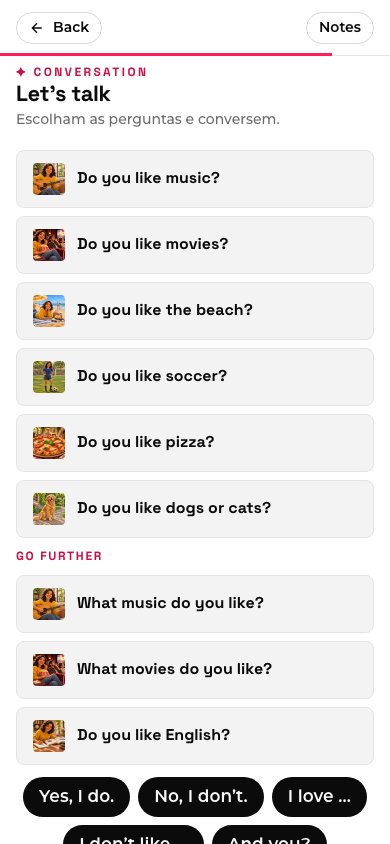 Back
Notes
CONVERSATION
Let's talk
Escolham as perguntas e conversem.
Do you like music?
Do you like movies?
Do you like the beach?
Do you like soccer?
Do you like pizza?
Do you like dogs or cats?
GO FURTHER
What music do you like?
What movies do you like?
Do you like English?
Yes, I do.
No, I don't.
I love ...
I don't like ...
And you?